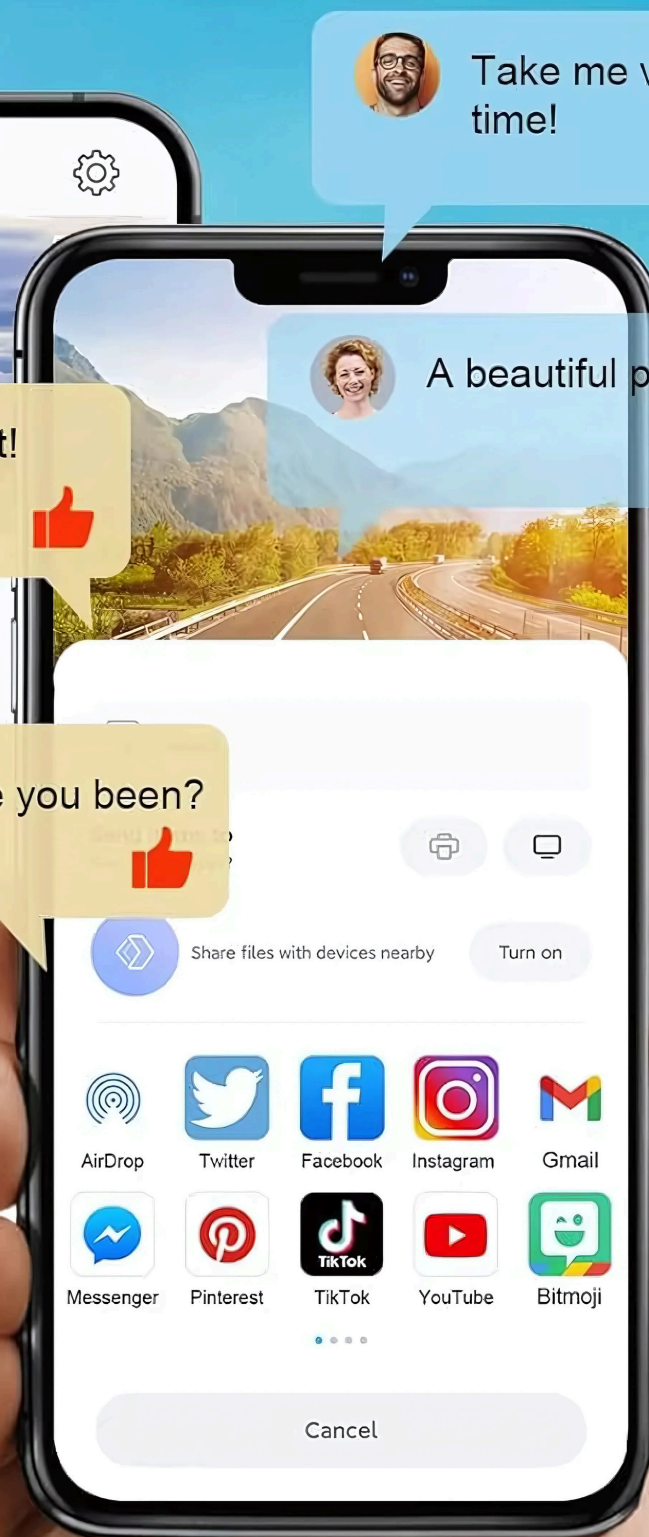 Take me
time!
A beautiful
t!
you been?
Share files with devices nearby
Turn on
AirDrop
Twitter
Facebook
Instagram
Gmail
TikTok
Messenger
Pinterest
TikTok
YouTube
Bitmoji
Cancel